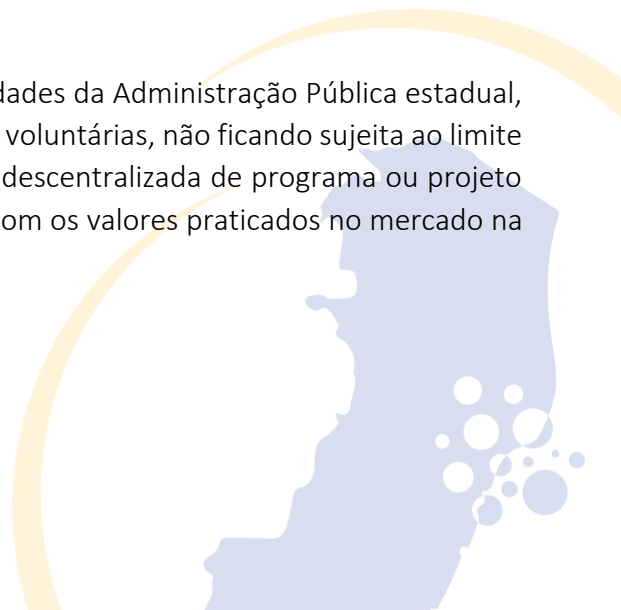 dades da Administração Pública estadual,
voluntárias, não ficando sujeita ao limite
descentralizada de programa ou projeto
om os valores praticados no mercado na